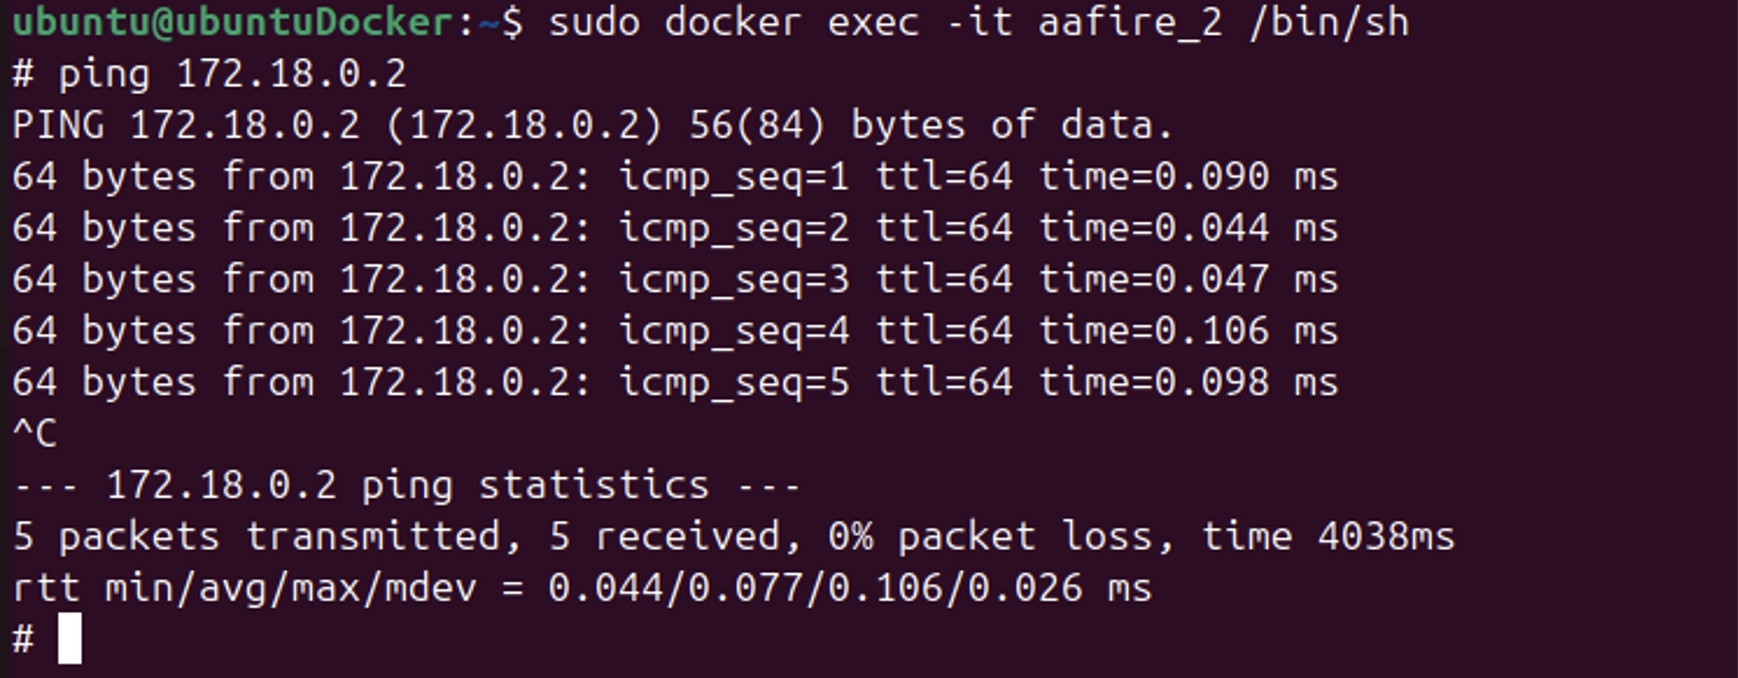 ubuntu@ubuntuDocker:~$ sudo docker exec -it aafire_2 /bin/sh
# ping 172.18.0.2
PING 172.18.0.2 (172.18.0.2) 56(84) bytes of data.
64 bytes from 172.18.0.2: icmp_seq=1 ttl=64 time=0.090 ms
64 bytes from 172.18.0.2: icmp_seq=2 ttl=64 time=0.044 ms
64 bytes from 172.18.0.2: icmp_seq=3 ttl=64 time=0.047 ms
64 bytes from 172.18.0.2: icmp_seq=4 ttl=64 time=0.106 ms
64 bytes from 172.18.0.2: icmp_seq=5 ttl=64 time=0.098 ms
^C
--- 172.18.0.2 ping statistics ---
5 packets transmitted, 5 received, 0% packet loss, time 4038ms
rtt min/avg/max/mdev = 0.044/0.077/0.106/0.026 ms
#